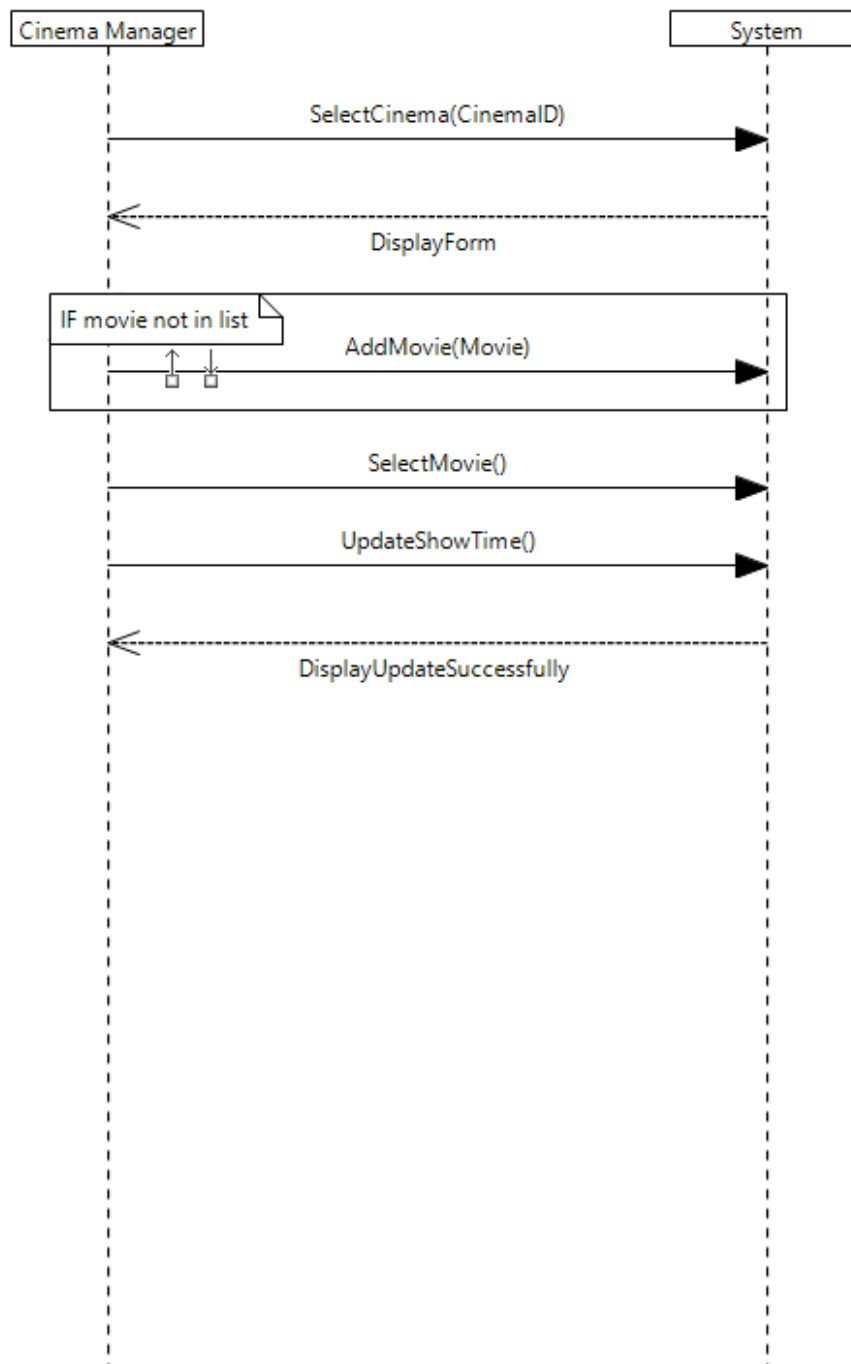 Cinema Manager
System
SelectCinema(CinemaID)
DisplayForm
IF movie not in list
AddMovie(Movie)
SelectMovie()
UpdateShowTime()
DisplayUpdateSuccessfully